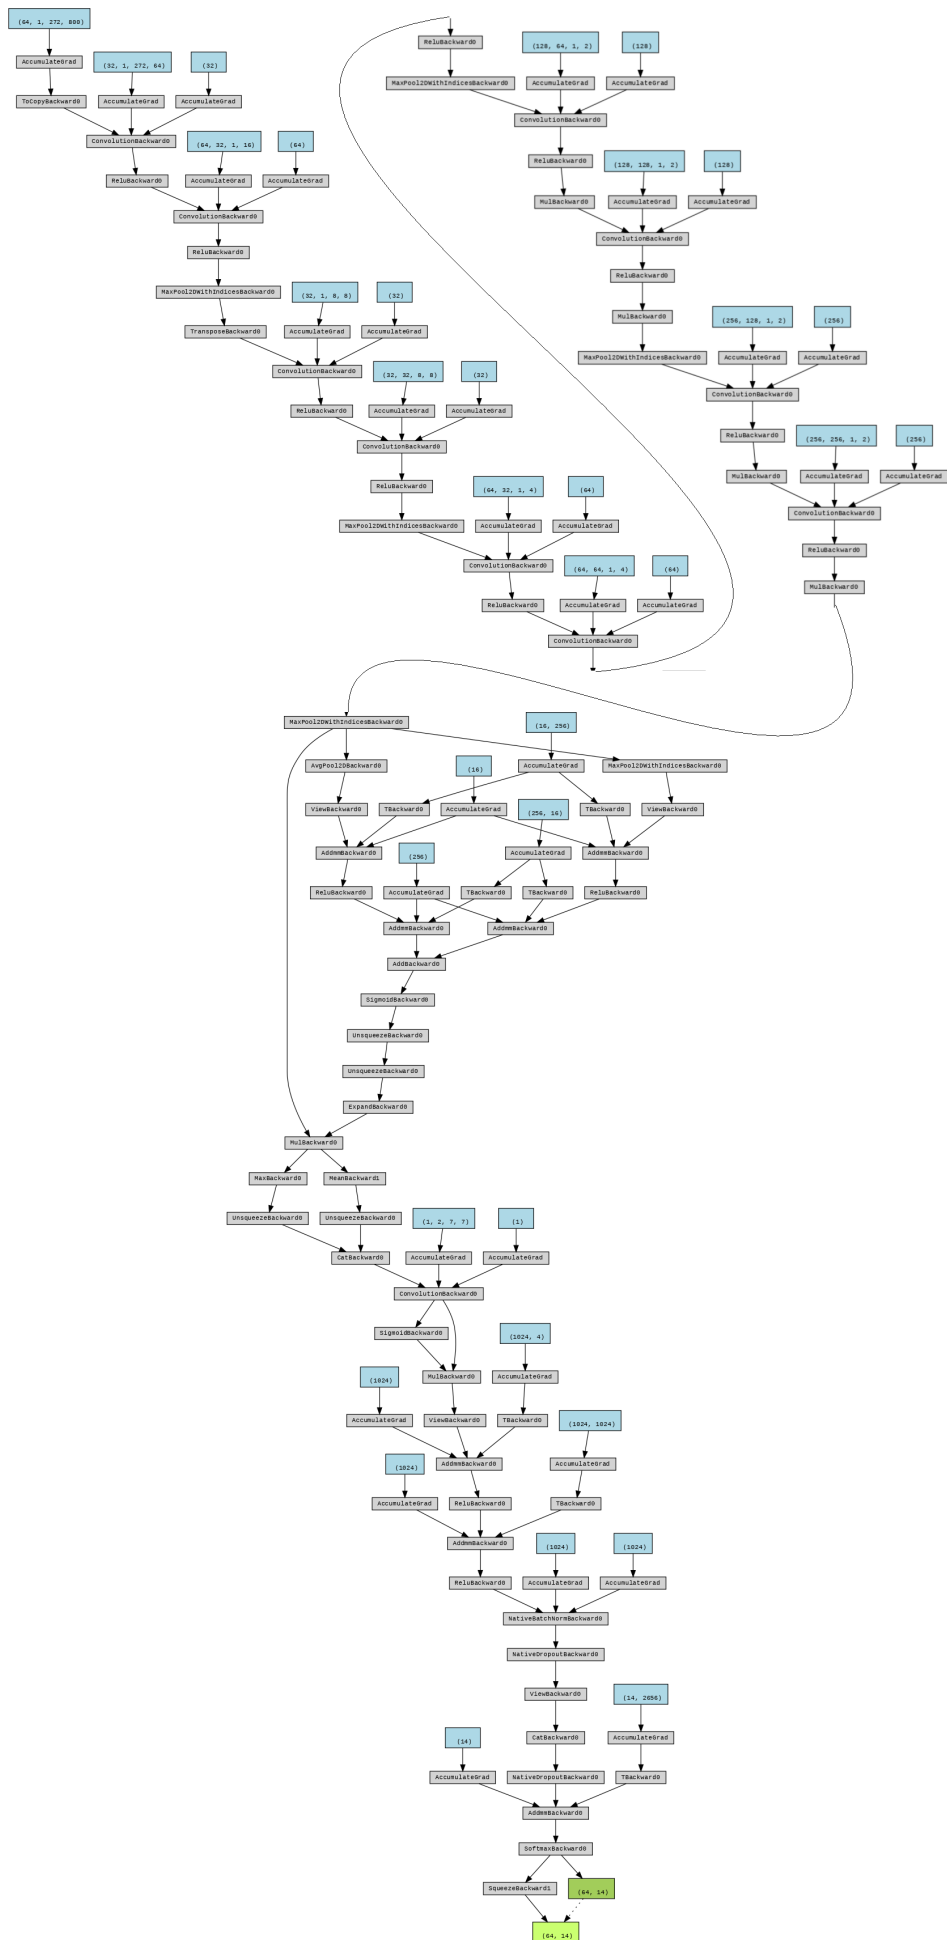 (64, 1, 272, 800)
AccumulateGrad
(32, 1, 272, 64)
(32)
ToCopyBackward0
AccumulateGrad
AccumulateGrad
ConvolutionBackward0
(64, 32, 1, 16)
(64)
ReluBackward0
AccumulateGrad
AccumulateGrad
ConvolutionBackward0
ReluBackward0
MaxPool2DWithIndicesBackward0
(32, 1, 8, 8)
(32)
TransposeBackward0
AccumulateGrad
AccumulateGrad
ConvolutionBackward0
(32, 32, 8, 8)
(32)
ReluBackward0
AccumulateGrad
AccumulateGrad
ConvolutionBackward0
ReluBackward0
(64, 32, 1, 4)
(64)
MaxPool2DWithIndicesBackward0
AccumulateGrad
AccumulateGrad
ConvolutionBackward0
(64, 64, 1, 4)
(64)
ReluBackward0
AccumulateGrad
AccumulateGrad
ConvolutionBackward0
ReluBackward0
(128, 64, 1, 2)
(128)
MaxPool2DWithIndicesBackward0
AccumulateGrad
AccumulateGrad
ConvolutionBackward0
ReluBackward0
(128, 128, 1, 2)
(128)
MulBackward0
AccumulateGrad
AccumulateGrad
ConvolutionBackward0
ReluBackward0
MulBackward0
(256, 128, 1, 2)
(256)
MaxPool2DWithIndicesBackward0
AccumulateGrad
AccumulateGrad
ConvolutionBackward0
ReluBackward0
(256, 256, 1, 2)
(256)
MulBackward0
AccumulateGrad
AccumulateGrad
ConvolutionBackward0
ReluBackward0
MulBackward0
MaxPool2DWithIndicesBackward0
(16, 256)
AvgPool2DBackward0
(16)
AccumulateGrad
MaxPool2DWithIndicesBackward0
ViewBackward0
TBackward0
AccumulateGrad
(256, 16)
TBackward0
ViewBackward0
AddmmBackward0
(256)
AccumulateGrad
AddmmBackward0
ReluBackward0
AccumulateGrad
TBackward0
TBackward0
ReluBackward0
AddmmBackward0
AddmmBackward0
AddBackward0
SigmoidBackward0
UnsqueezeBackward0
UnsqueezeBackward0
ExpandBackward0
MulBackward0
MaxBackward0
MeanBackward1
UnsqueezeBackward0
UnsqueezeBackward0
(1, 2, 7, 7)
(1)
CatBackward0
AccumulateGrad
AccumulateGrad
ConvolutionBackward0
SigmoidBackward0
(1024, 4)
(1024)
MulBackward0
AccumulateGrad
AccumulateGrad
ViewBackward0
TBackward0
(1024, 1024)
(1024)
AddmmBackward0
AccumulateGrad
AccumulateGrad
ReluBackward0
TBackward0
AddmmBackward0
(1024)
(1024)
ReluBackward0
AccumulateGrad
AccumulateGrad
NativeBatchNormBackward0
NativeDropoutBackward0
ViewBackward0
(14, 2656)
(14)
CatBackward0
AccumulateGrad
AccumulateGrad
NativeDropoutBackward0
TBackward0
AddmmBackward0
SoftmaxBackward0
SqueezeBackward1
(64, 14)
(64, 14)